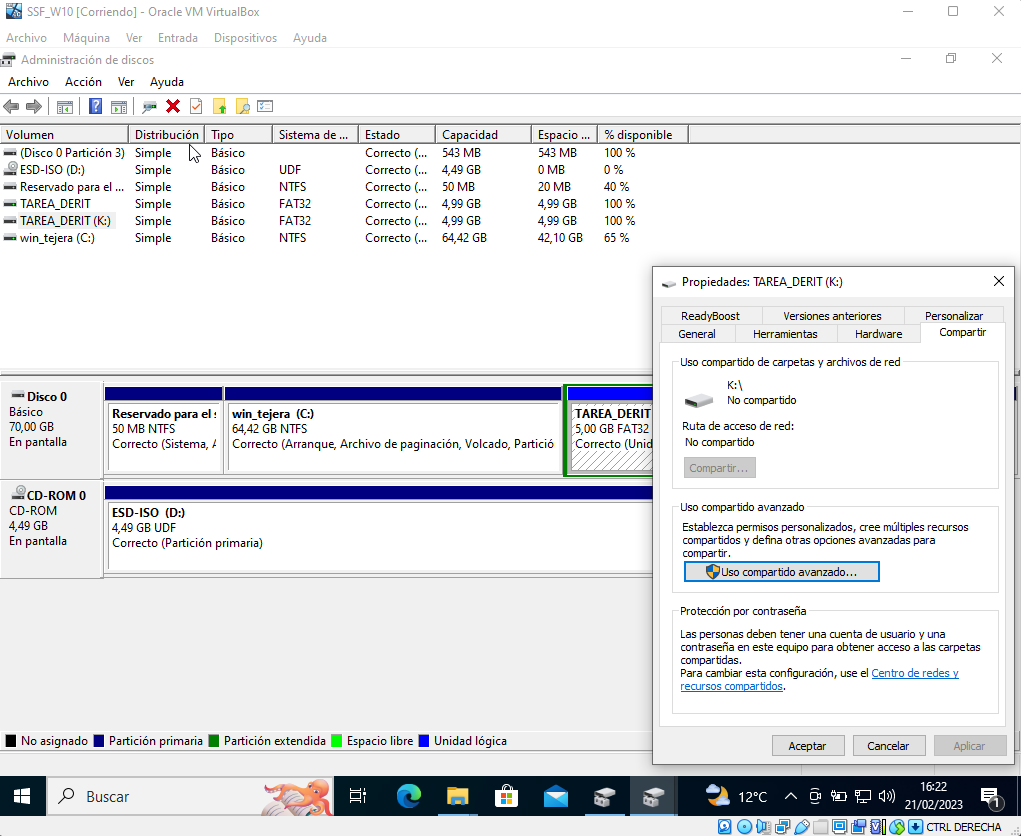 SSF_W10 [Corriendo] - Oracle VM VirtualBox
Archivo Máquina Ver Entrada Dispositivos Ayuda
Administración de discos
Archivo Acción Ver Ayuda
Volumen Distribución Tipo Sistema de ... Estado Capacidad Espacio ... % disponible
(Disco 0 Partición 3) Simple Básico Correcto (... 543 MB 543 MB 100 %
ESD-ISO (D:) Simple Básico UDF Correcto (... 4,49 GB 0 MB 0 %
Reservado para el ... Simple Básico NTFS Correcto (... 50 MB 20 MB 40 %
TAREA_DERIT Simple Básico FAT32 Correcto (... 4,99 GB 4,99 GB 100 %
TAREA_DERIT (K:) Simple Básico FAT32 Correcto (... 4,99 GB 4,99 GB 100 %
win_tejera (C:) Simple Básico NTFS Correcto (... 64,42 GB 42,10 GB 65 %
Disco 0
Básico
70,00 GB
En pantalla
Reservado para el s
50 MB NTFS
Correcto (Sistema, A
win_tejera (C:)
64,42 GB NTFS
Correcto (Arranque, Archivo de paginación, Volcado, Partició
TAREA_DERIT
5,00 GB FAT32
Correcto (Unid
CD-ROM 0
CD-ROM
4,49 GB
En pantalla
ESD-ISO (D:)
4,49 GB UDF
Correcto (Partición primaria)
No asignado Partición primaria Partición extendida Espacio libre Unidad lógica
Propiedades: TAREA_DERIT (K:)
ReadyBoost Versiones anteriores Personalizar
General Herramientas Hardware Compartir
Uso compartido de carpetas y archivos de red
K:\
No compartido
Ruta de acceso de red:
No compartido
Compartir...
Uso compartido avanzado
Establezca permisos personalizados, cree múltiples recursos
compartidos y defina otras opciones avanzadas para
compartir.
Uso compartido avanzado...
Protección por contraseña
Las personas deben tener una cuenta de usuario y una
contraseña en este equipo para obtener acceso a las carpetas
compartidas.
Para cambiar esta configuración, use el Centro de redes y
recursos compartidos.
Aceptar Cancelar Aplicar
Buscar
12°C
16:22
21/02/2023
1
CTRL DERECHA